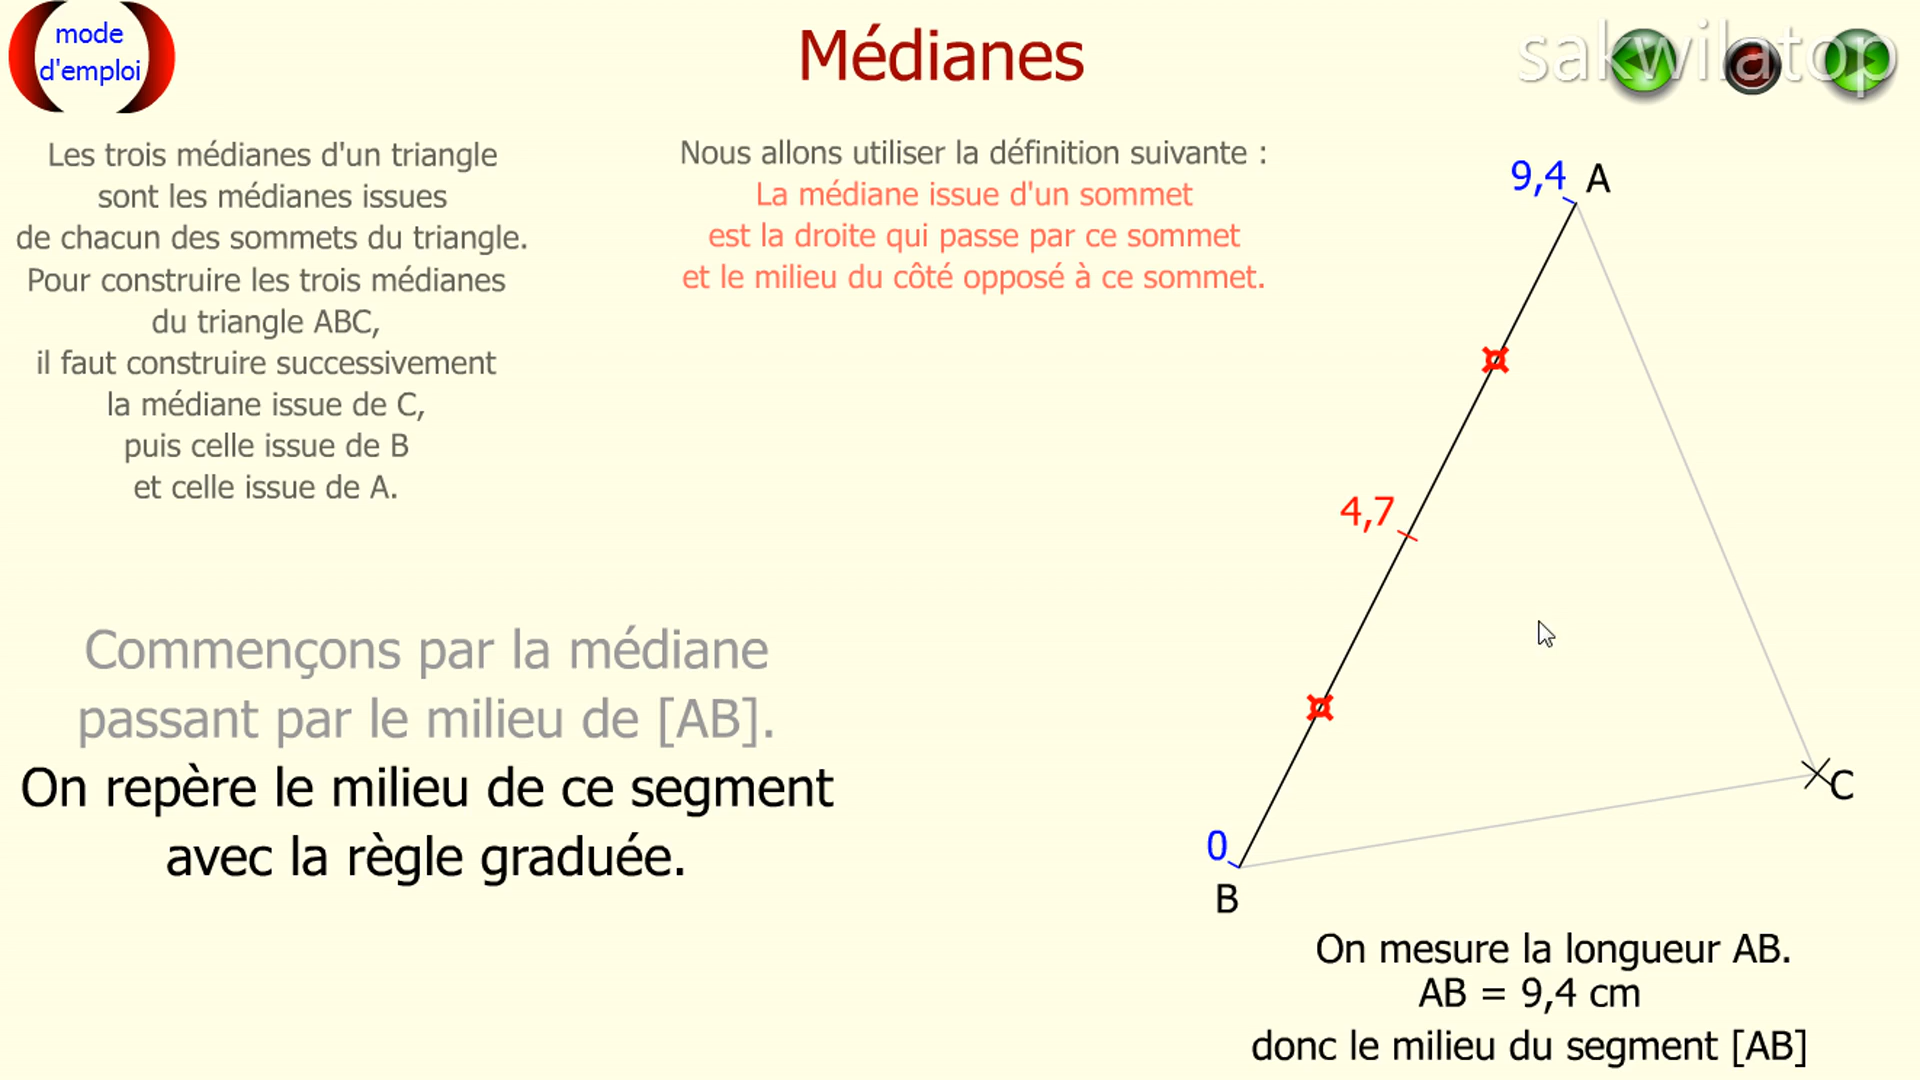 mode
d'emploi
Médianes
sakwilatop
Les trois médianes d'un triangle
sont les médianes issues
de chacun des sommets du triangle.
Pour construire les trois médianes
du triangle ABC,
il faut construire successivement
la médiane issue de C,
puis celle issue de B
et celle issue de A.
Nous allons utiliser la définition suivante :
La médiane issue d'un sommet
est la droite qui passe par ce sommet
et le milieu du côté opposé à ce sommet.
9,4 A
4,7
C
0
B
Commençons par la médiane
passant par le milieu de [AB].
On repère le milieu de ce segment
avec la règle graduée.
On mesure la longueur AB.
AB = 9,4 cm
donc le milieu du segment [AB]